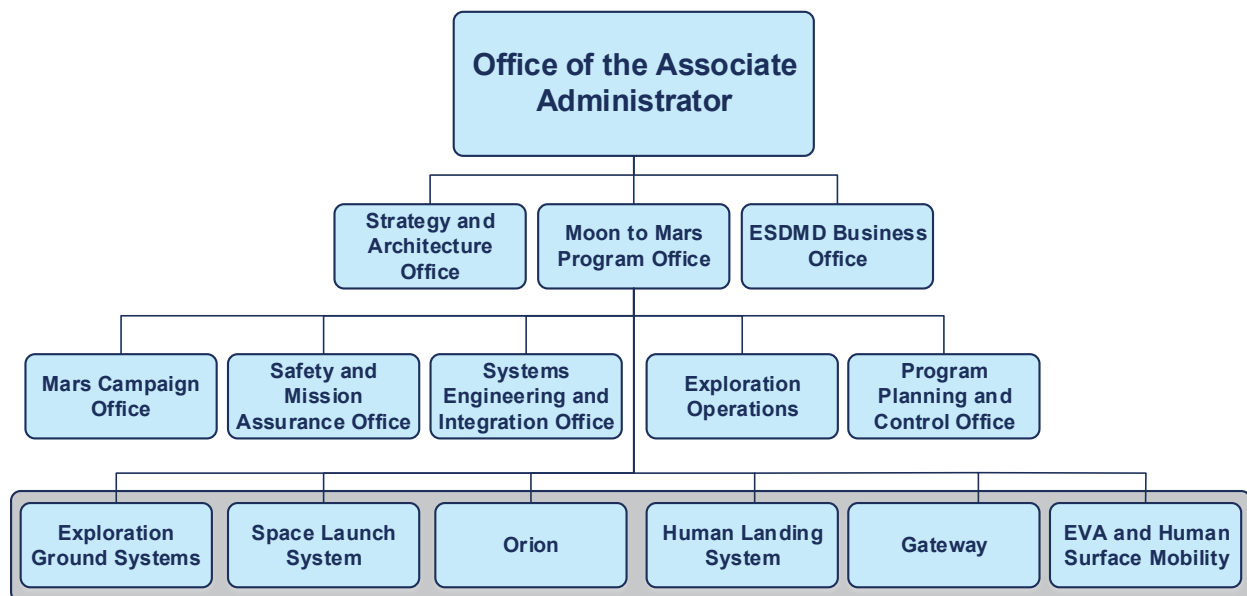 Office of the Associate
Administrator
Strategy and
Architecture
Office
Moon to Mars
Program Office
ESDMD Business
Office
Mars Campaign
Office
Safety and
Mission
Assurance Office
Systems
Engineering and
Integration Office
Exploration
Operations
Program
Planning and
Control Office
Exploration
Ground Systems
Space Launch
System
Orion
Human Landing
System
Gateway
EVA and Human
Surface Mobility